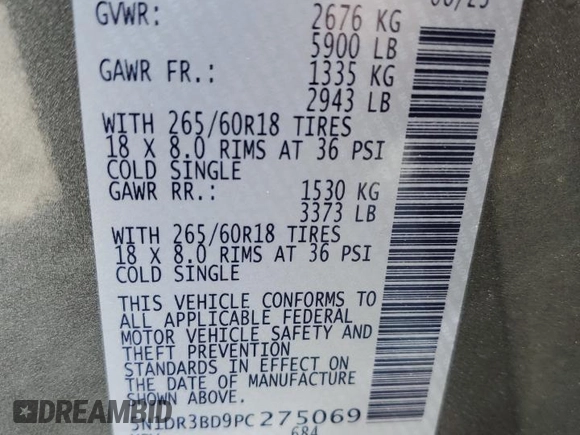 GVWR: 2676 KG
5900 LB
GAWR FR.: 1335 KG
2943 LB
WITH 265/60R18 TIRES
18 X 8.0 RIMS AT 36 PSI
COLD SINGLE
GAWR RR.: 1530 KG
3373 LB
WITH 265/60R18 TIRES
18 X 8.0 RIMS AT 36 PSI
COLD SINGLE
THIS VEHICLE CONFORMS TO
ALL APPLICABLE FEDERAL
MOTOR VEHICLE SAFETY AND
THEFT PREVENTION
STANDARDS IN EFFECT ON
THE DATE OF MANUFACTURE
SHOWN ABOVE.
5N1DR3BD9PC275069
684
DREAMBID